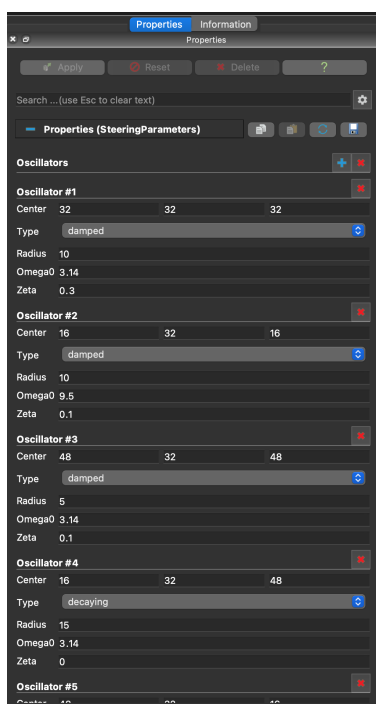 Properties Information
Properties
Apply Reset Delete ?
Search ...(use Esc to clear text)
Properties (SteeringParameters)
Oscillators
Oscillator #1
Center 32 32 32
Type damped
Radius 10
Omega0 3.14
Zeta 0.3
Oscillator #2
Center 16 32 16
Type damped
Radius 10
Omega0 9.5
Zeta 0.1
Oscillator #3
Center 48 32 48
Type damped
Radius 5
Omega0 3.14
Zeta 0.1
Oscillator #4
Center 16 32 48
Type decaying
Radius 15
Omega0 3.14
Zeta 0
Oscillator #5
Center 48 32 16